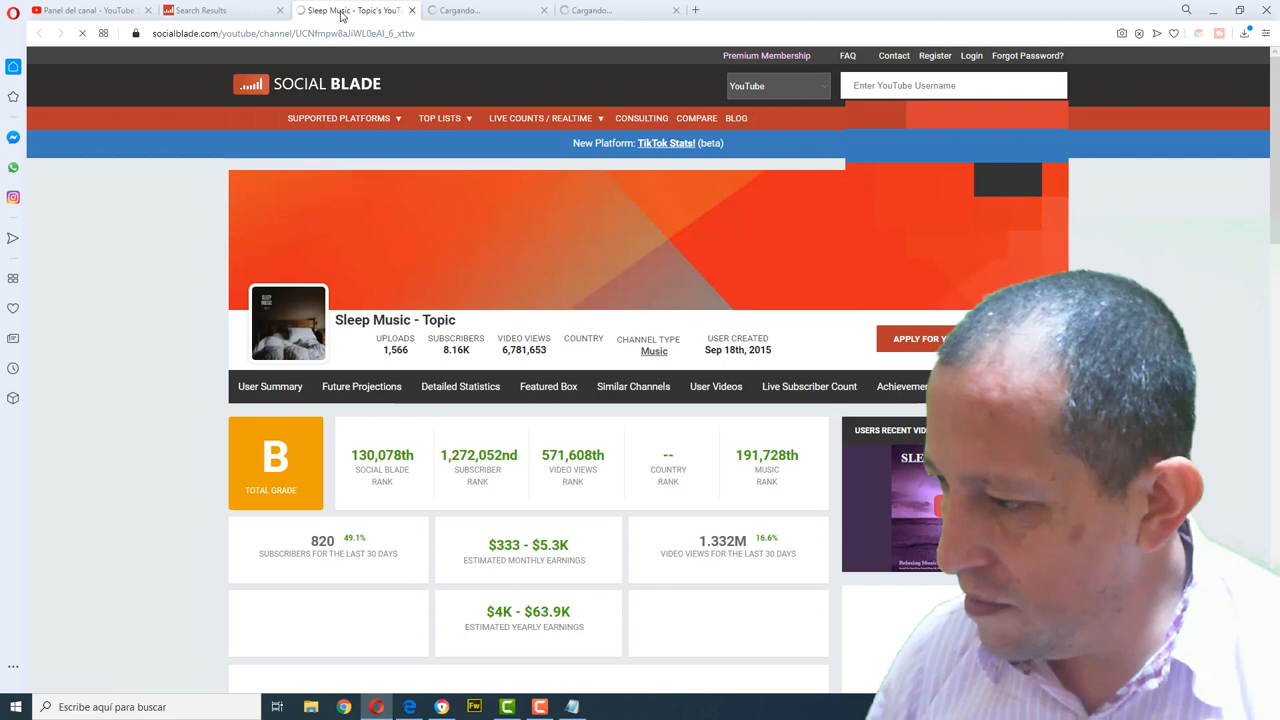 Panel del canal - YouTube
Search Results
Sleep Music - Topic's YouT
Cargando...
Cargando...
socialblade.com/youtube/channel/
Premium Membership
FAQ
Contact
Register
Login
Forgot Password?
SOCIAL BLADE
YouTube
Enter YouTube Username
SUPPORTED PLATFORMS
TOP LISTS
LIVE COUNTS / REALTIME
CONSULTING
COMPARE
BLOG
New Platform: TikTok Stats! (beta)
SLEEP
MUSIC
Sleep Music - Topic
UPLOADS
1,566
SUBSCRIBERS
8.16K
VIDEO VIEWS
6,781,653
COUNTRY
CHANNEL TYPE
Music
USER CREATED
Sep 18th, 2015
APPLY FOR Y
User Summary
Future Projections
Detailed Statistics
Featured Box
Similar Channels
User Videos
Live Subscriber Count
Achieveme
B
TOTAL GRADE
130,078th
SOCIAL BLADE
RANK
1,272,052nd
SUBSCRIBER
RANK
571,608th
VIDEO VIEWS
RANK
--
COUNTRY
RANK
191,728th
MUSIC
RANK
USERS RECENT VID
SLE
Relaxing Music
820
49.1%
SUBSCRIBERS FOR THE LAST 30 DAYS
$333 - $5.3K
ESTIMATED MONTHLY EARNINGS
1.332M
16.6%
VIDEO VIEWS FOR THE LAST 30 DAYS
$4K - $63.9K
ESTIMATED YEARLY EARNINGS
Escribe aquí para buscar
Fw